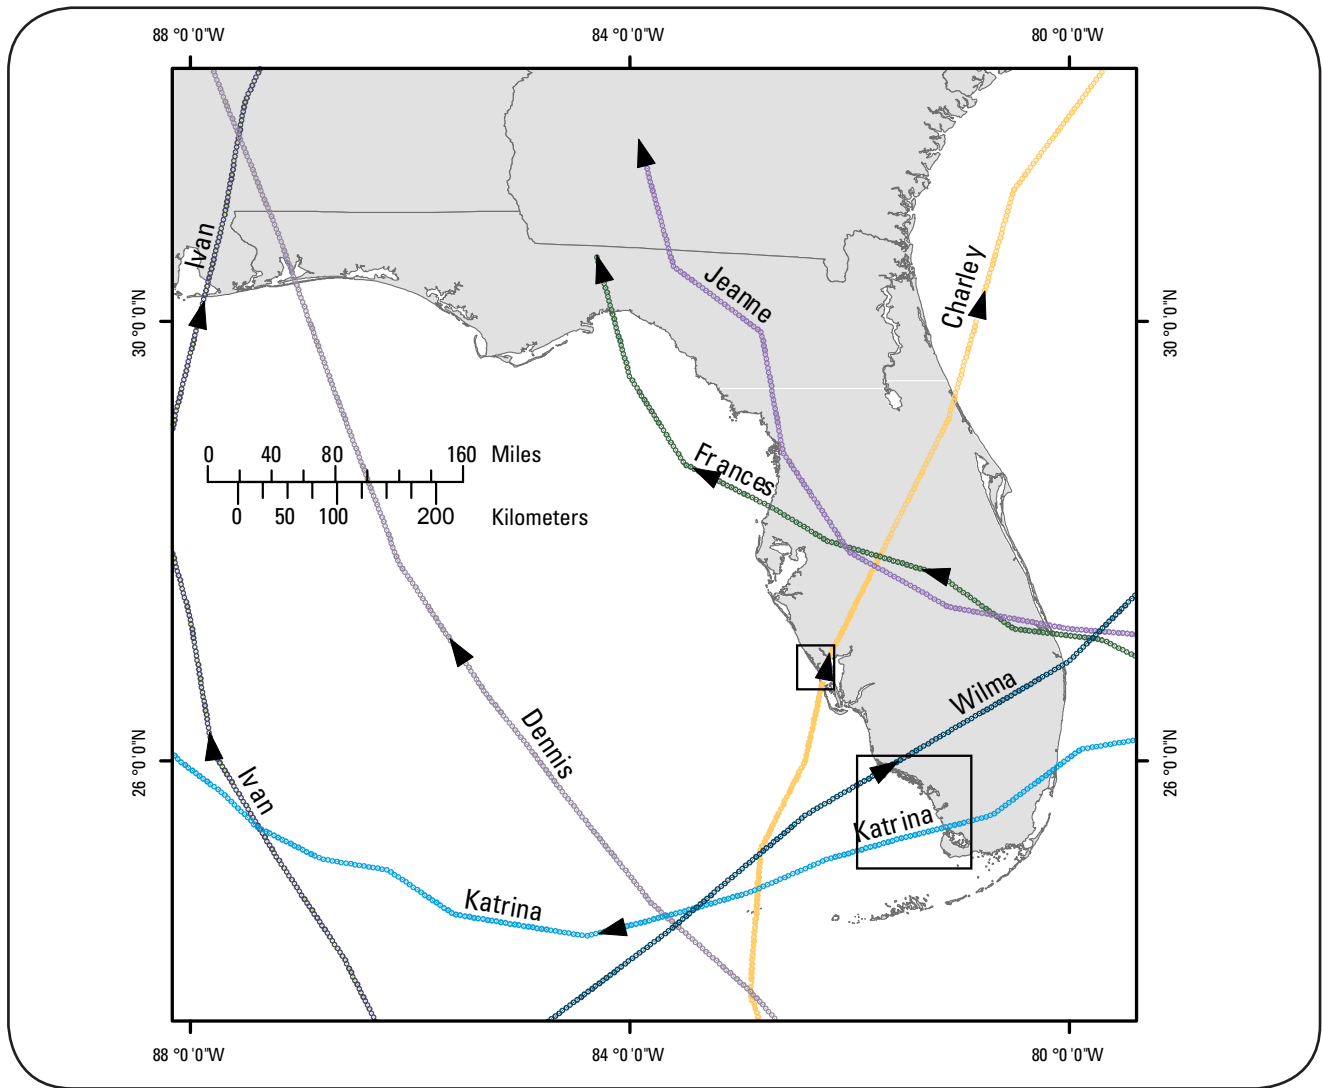 88 °0'0"W 84 °0'0"W 80 °0'0"W
Ivan
Charley
Jeanne
30 °0'0"N 30 °0'0"N
0 40 80 160 Miles
0 50 100 200 Kilometers
Frances
Wilma
Dennis
26 °0'0"N 26 °0'0"N
Ivan
Katrina
Katrina
88 °0'0"W 84 °0'0"W 80 °0'0"W